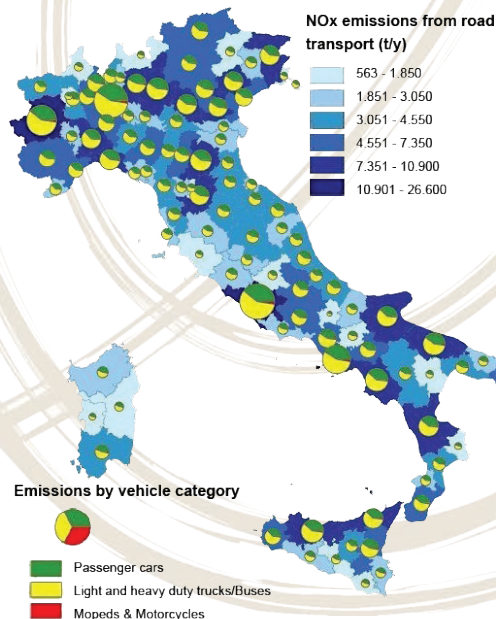 NOx emissions from road
transport (t/y)
563 - 1.850
1.851 - 3.050
3.051 - 4.550
4.551 - 7.350
7.351 - 10.900
10.901 - 26.600
Emissions by vehicle category
Passenger cars
Light and heavy duty trucks/Buses
Mopeds & Motorcycles